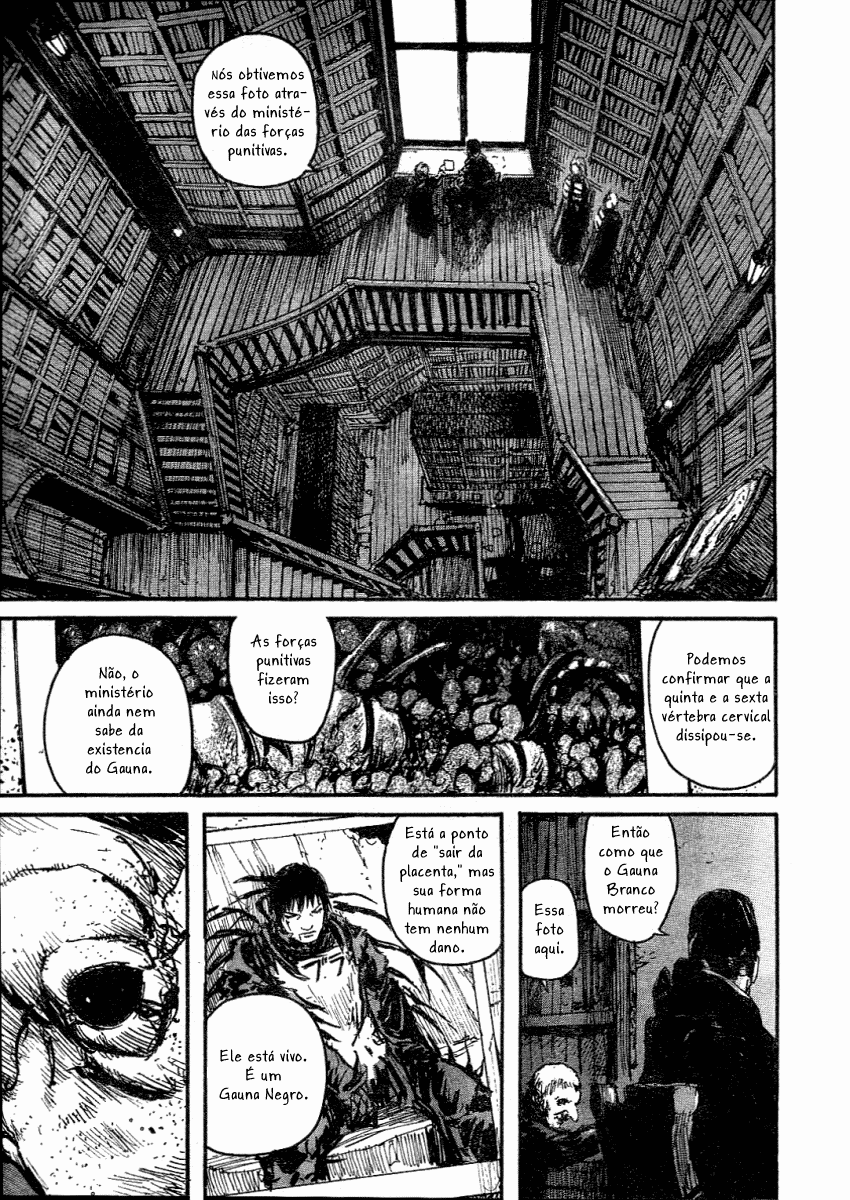 Nós obtivemos
essa foto atra-
vés do ministé-
rio das forças
punitivas.
Podemos
confirmar que a
quinta e a sexta
vértebra cervical
dissipou-se.
As forças
punitivas
fizeram
isso?
Não, o
ministério
ainda nem
sabe da
existencia
do Gauna.
Então
como que
o Gauna
Branco
morreu?
Essa
foto
aqui.
Está a ponto
de "sair da
placenta," mas
sua forma
humana não
tem nenhum
dano.
Ele está vivo.
É um
Gauna Negro.